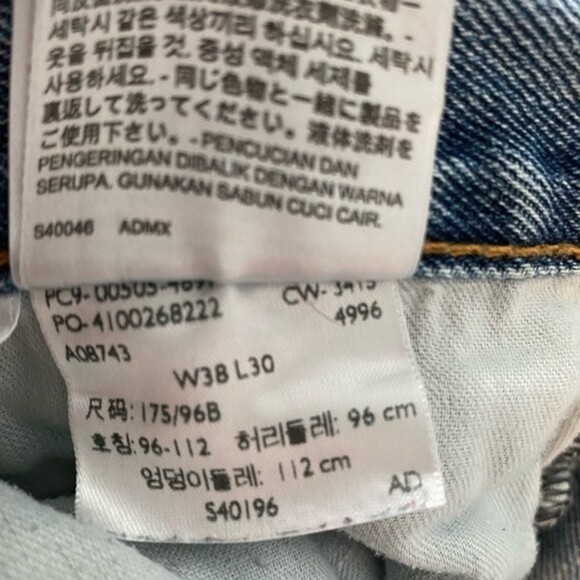 세탁시 같은 색상끼리 하십시오. 세탁시
옷을 뒤집을 것. 중성 액체 세제를
사용하세요. - 同じ色物と一緒に製品を
裏返して洗ってください。液体洗剤を
ご使用下さい。-PENCUCIAN DAN
PENGERINGAN DIBALIK DENGAN WARNA
SERUPA. GUNAKAN SABUN CUCI CAIR.
S40046 ADMX
PC9-00505-4891 CW-3415
PO-4100268222 4996
A08743
W38 L30
尺码: 175/96B
호칭:96-112 허리둘레: 96 cm
엉덩이둘레: 112 cm
AD
S40196